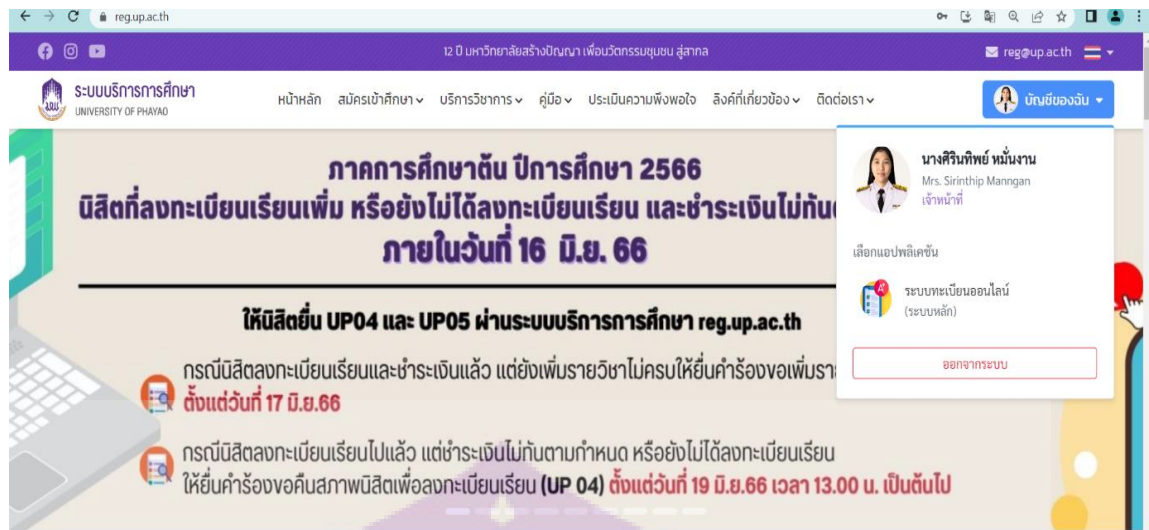 reg.up.ac.th
12 ปี มหาวิทยาลัยสร้างปัญญา เพื่อนวัตกรรมชุมชน สู่สากล
reg@up.ac.th
ระบบบริการการศึกษา
UNIVERSITY OF PHAYAO
หน้าหลัก สมัครเข้าศึกษา บริการวิชาการ คู่มือ ประเมินความพึงพอใจ ลิงค์ที่เกี่ยวข้อง ติดต่อเรา
บัญชีของฉัน
นางศิรินทิพย์ หมั่นงาน
Mrs. Sirinthip Manngan
เจ้าหน้าที่
เลือกแอปพลิเคชัน
ระบบทะเบียนออนไลน์
(ระบบหลัก)
ออกจากระบบ
ภาคการศึกษาต้น ปีการศึกษา 2566
นิสิตที่ลงทะเบียนเรียนเพิ่ม หรือยังไม่ได้ลงทะเบียนเรียน และชำระเงินไม่ทัน
ภายในวันที่ 16 มิ.ย. 66
ให้นิสิตยื่น UP04 และ UP05 ผ่านระบบบริการการศึกษา reg.up.ac.th
กรณีนิสิตลงทะเบียนเรียนและชำระเงินแล้ว แต่ยังเพิ่มรายวิชาไม่ครบให้ยื่นคำร้องขอเพิ่มรา
ตั้งแต่วันที่ 17 มิ.ย.66
กรณีนิสิตลงทะเบียนเรียนไปแล้ว แต่ชำระเงินไม่ทันตามกำหนด หรือยังไม่ได้ลงทะเบียนเรียน
ให้ยื่นคำร้องขอคืนสภาพนิสิตเพื่อลงทะเบียนเรียน (UP 04) ตั้งแต่วันที่ 19 มิ.ย.66 เวลา 13.00 น. เป็นต้นไป